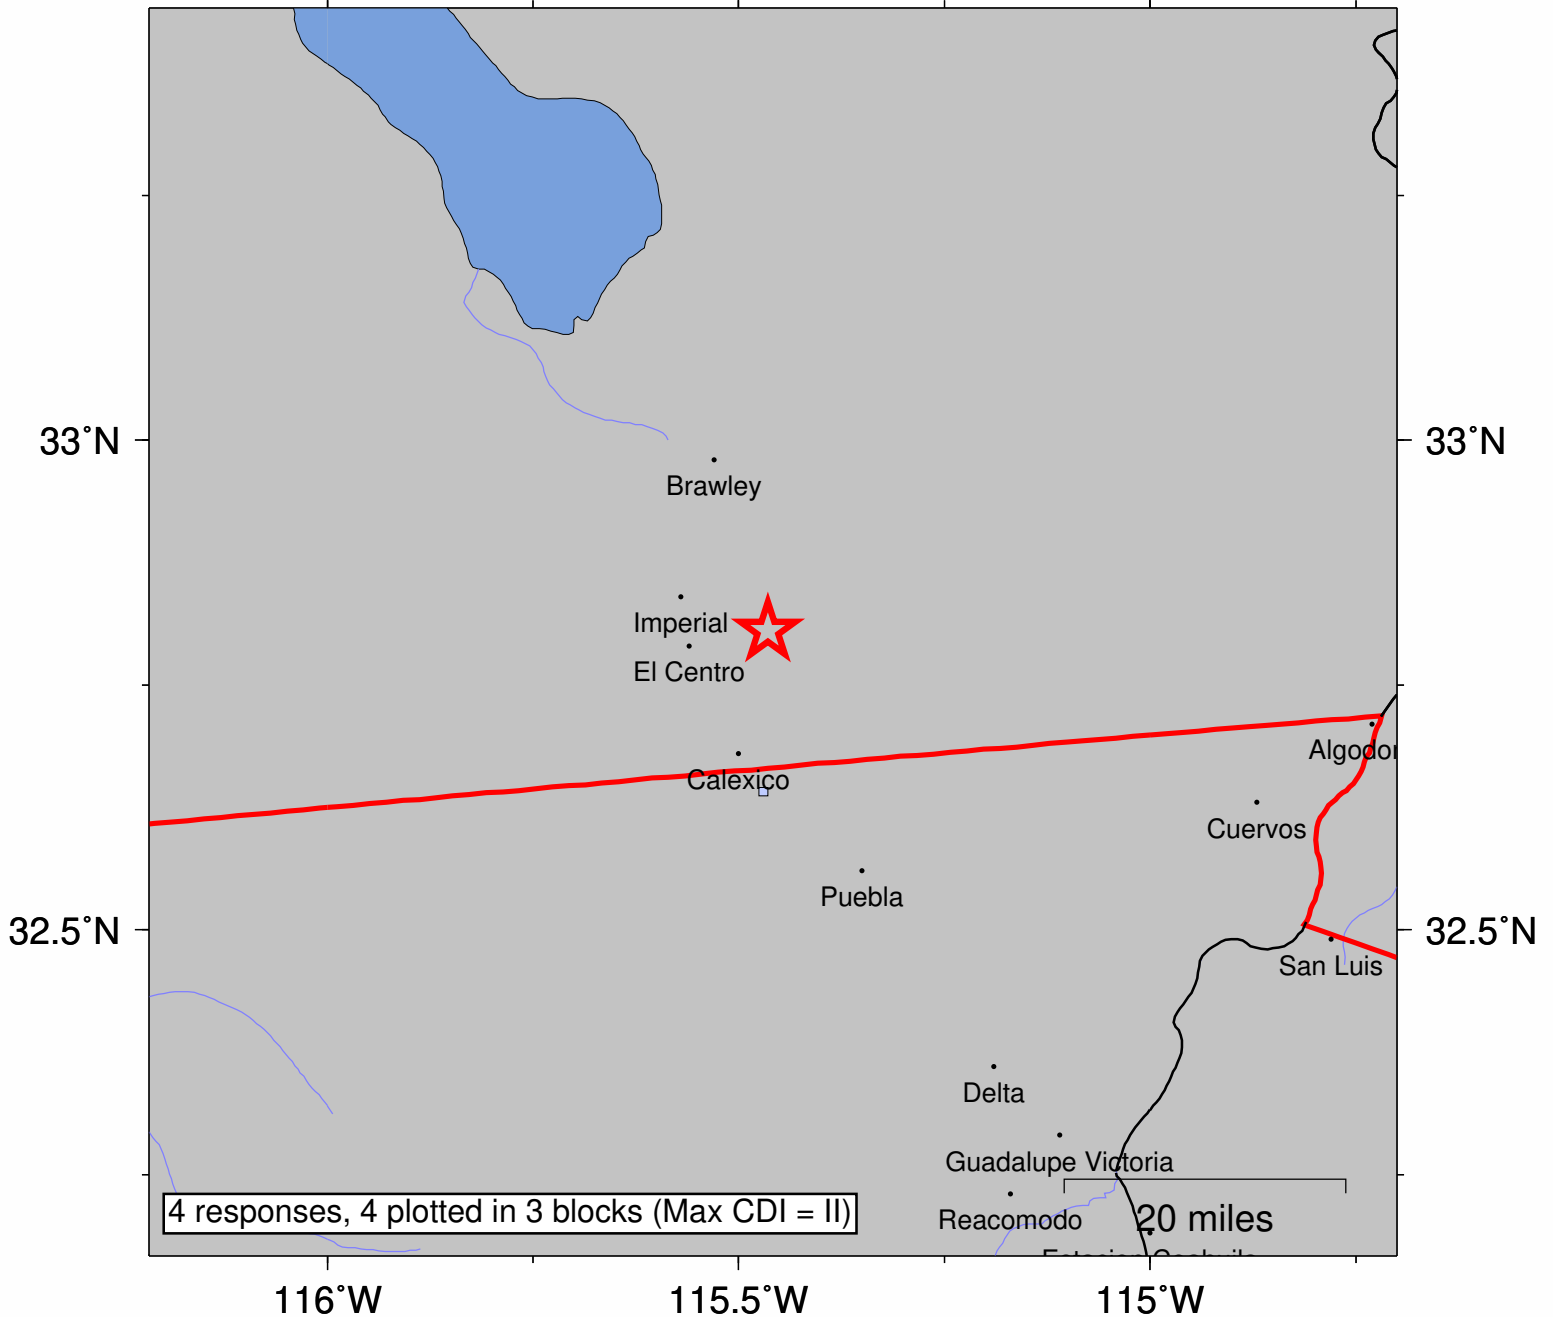 33°N
33°N
Brawley
Imperial
El Centro
Algodon
Calexico
Cuervos
Puebla
32.5°N
32.5°N
San Luis
Delta
Guadalupe Victoria
4 responses, 4 plotted in 3 blocks (Max CDI = II)
Reacomodo
20 miles
116°W
115.5°W
115°W